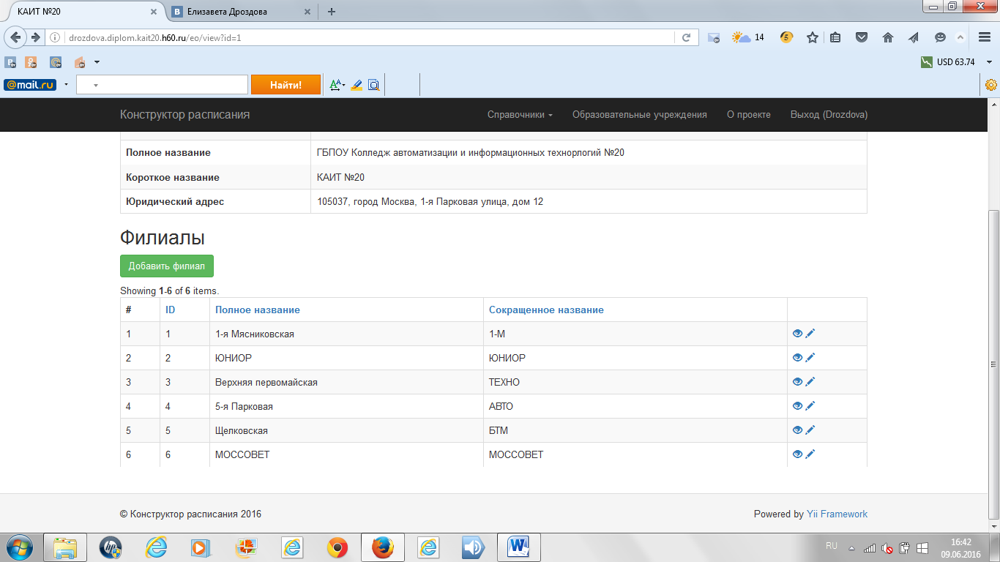 КАИТ №20
Елизавета Дроздова
drozdova.diplom.kait20.h60.ru/eo/view?id=1
14
5
USD 63.74
@mail.ru
Найти!
Конструктор расписания Справочники Образовательные учреждения О проекте Выход (Drozdova)
Полное название ГБПОУ Колледж автоматизации и информационных технорлогий №20
Короткое название КАИТ №20
Юридический адрес 105037, город Москва, 1-я Парковая улица, дом 12
Филиалы
Добавить филиал
Showing 1-6 of 6 items.
# ID Полное название Сокращенное название
1 1 1-я Мясниковская 1-М
2 2 ЮНИОР ЮНИОР
3 3 Верхняя первомайская ТЕХНО
4 4 5-я Парковая АВТО
5 5 Щелковская БТМ
6 6 МОССОВЕТ МОССОВЕТ
© Конструктор расписания 2016 Powered by Yii Framework
RU
16:42
09.06.2016